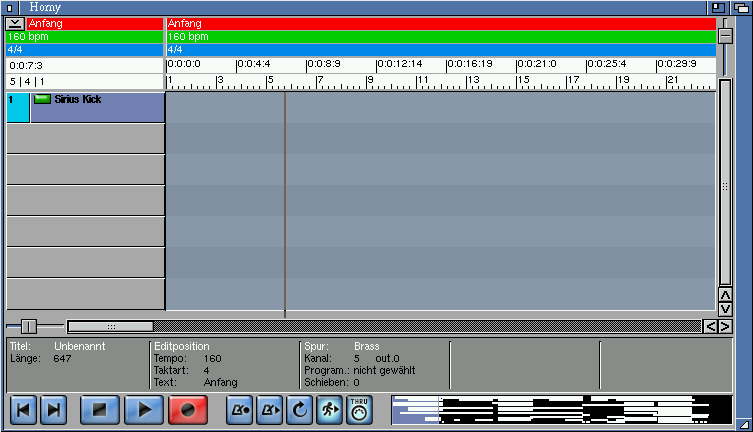 Homy
Anfang Anfang
160 bpm 160 bpm
4/4 4/4
0:0:7:3 0:0:0:0 0:0:4:4 0:0:8:9 0:0:12:14 0:0:16:19 0:0:21:0 0:0:25:4 0:0:29:9
5 | 4 | 1 1 3 5 7 9 11 13 15 17 19 21
1 Sirius Kick
Titel: Unbenannt Editposition Spur: Brass
Länge: 647 Tempo: 160 Kanal: 5 out.0
Taktart: 4 Program.: nicht gewählt
Text: Anfang Schieben: 0
THRU